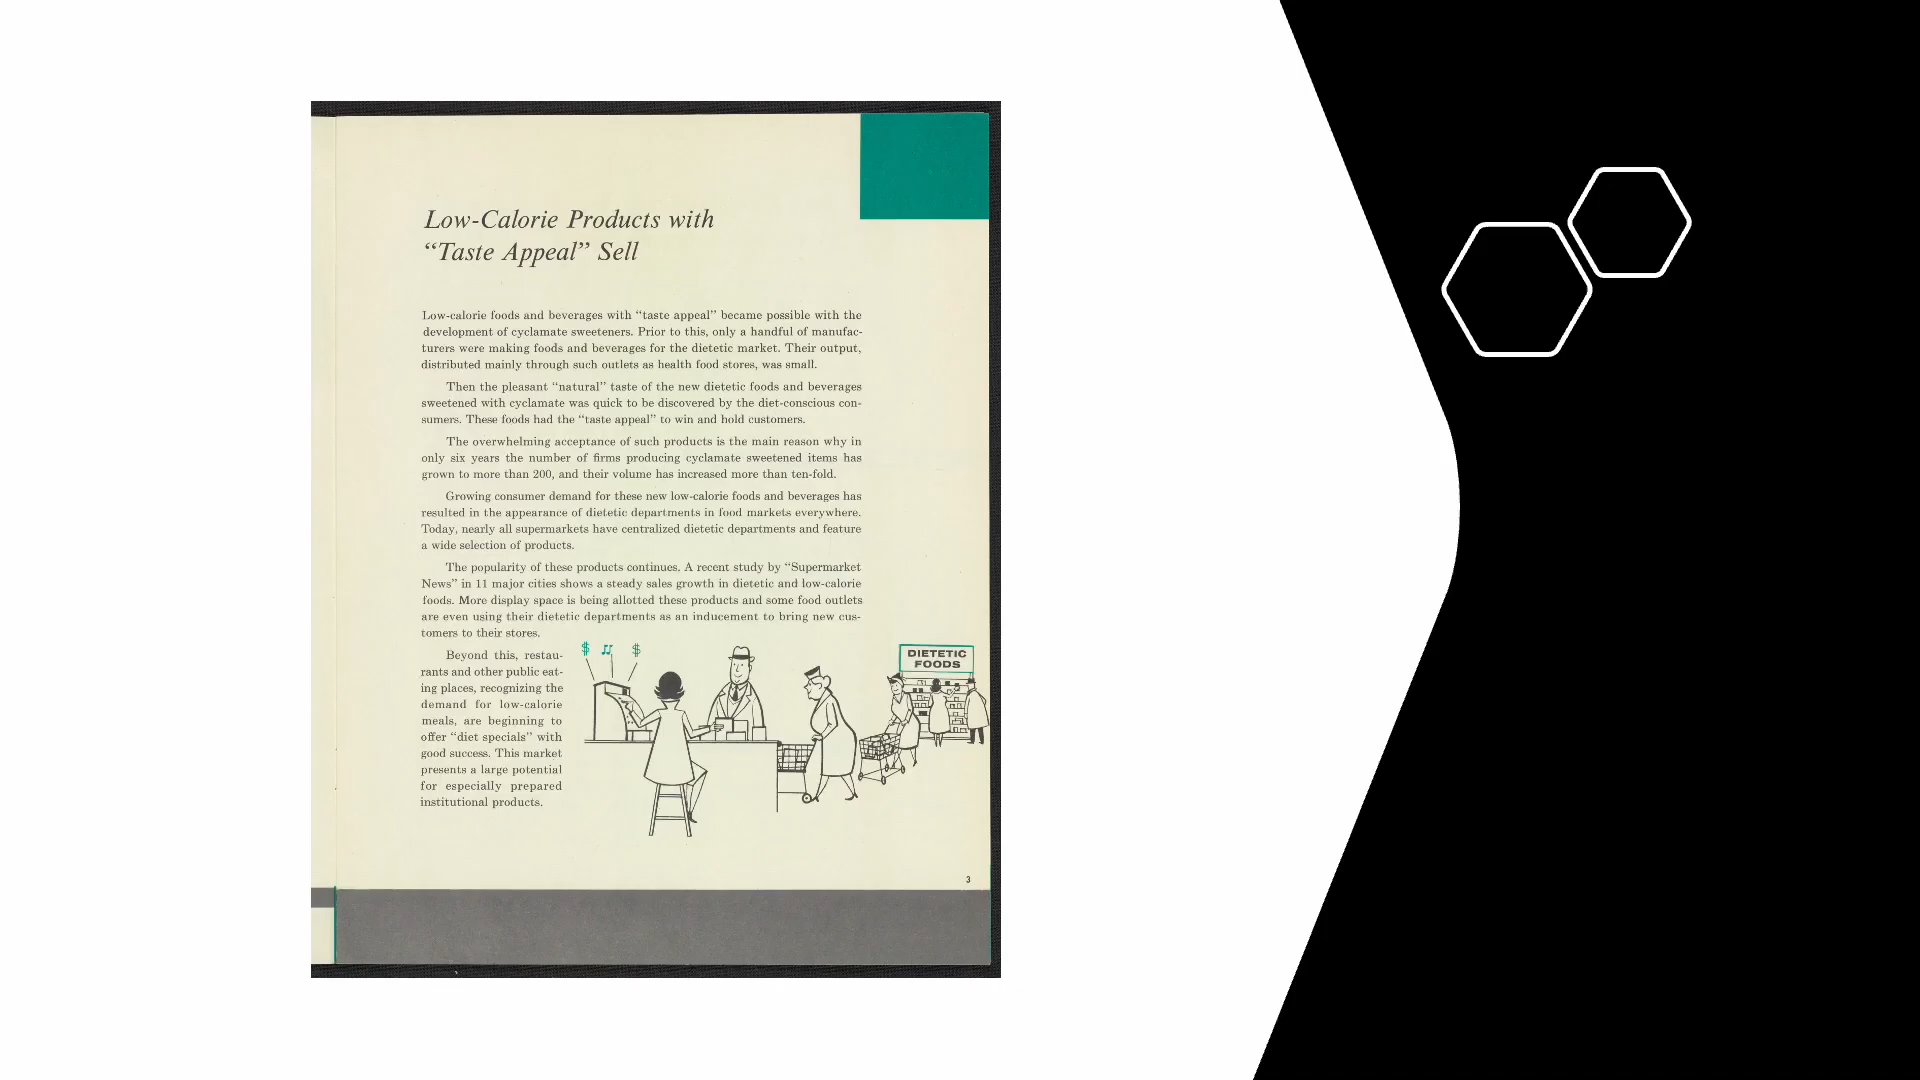 Low-Calorie Products with
“Taste Appeal” Sell
Low-calorie foods and beverages with “taste appeal” became possible with the
development of cyclamate sweeteners. Prior to this, only a handful of manufac-
turers were making foods and beverages for the dietetic market. Their output,
distributed mainly through such outlets as health food stores, was small.
Then the pleasant “natural” taste of the new dietetic foods and beverages
sweetened with cyclamate was quick to be discovered by the diet-conscious con-
sumers. These foods had the “taste appeal” to win and hold customers.
The overwhelming acceptance of such products is the main reason why in
only six years the number of firms producing cyclamate sweetened items has
grown to more than 200, and their volume has increased more than ten-fold.
Growing consumer demand for these new low-calorie foods and beverages has
resulted in the appearance of dietetic departments in food markets everywhere.
Today, nearly all supermarkets have centralized dietetic departments and feature
a wide selection of products.
The popularity of these products continues. A recent study by “Supermarket
News” in 11 major cities shows a steady sales growth in dietetic and low-calorie
foods. More display space is being allotted these products and some food outlets
are even using their dietetic departments as an inducement to bring new cus-
tomers to their stores.
Beyond this, restau-
rants and other public eat-
ing places, recognizing the
demand for low-calorie
meals, are beginning to
offer “diet specials” with
good success. This market
presents a large potential
for especially prepared
institutional products.
$ ♫ $
DIETETIC
FOODS
3